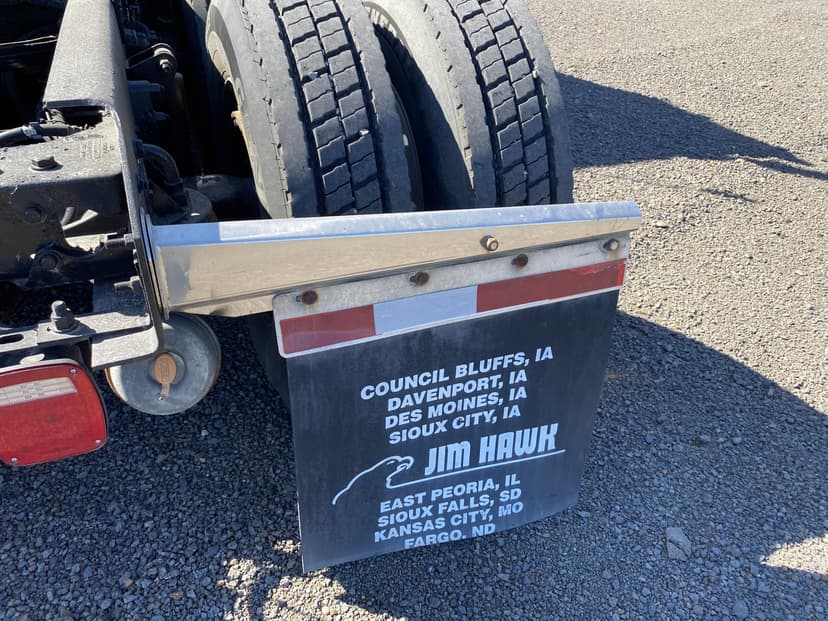 COUNCIL BLUFFS, IA
DAVENPORT, IA
DES MOINES, IA
SIOUX CITY, IA
JIM HAWK
EAST PEORIA, IL
SIOUX FALLS, SD
KANSAS CITY, MO
FARGO, ND